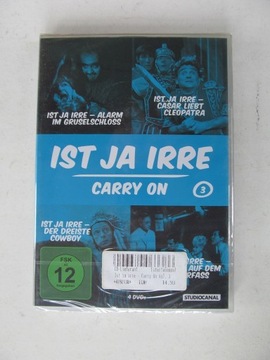 IST JA IRRE – ALARM
IM GRUSELSCHLOSS
IST JA IRRE –
CÄSAR LIEBT
CLEOPATRA
IST JA IRRE
CARRY ON
3
IST JA IRRE –
DER DREISTE
COWBOY
IRRE –
AUF DEM
RFASS
FSK
12
4 DVDs
STUDIOCANAL